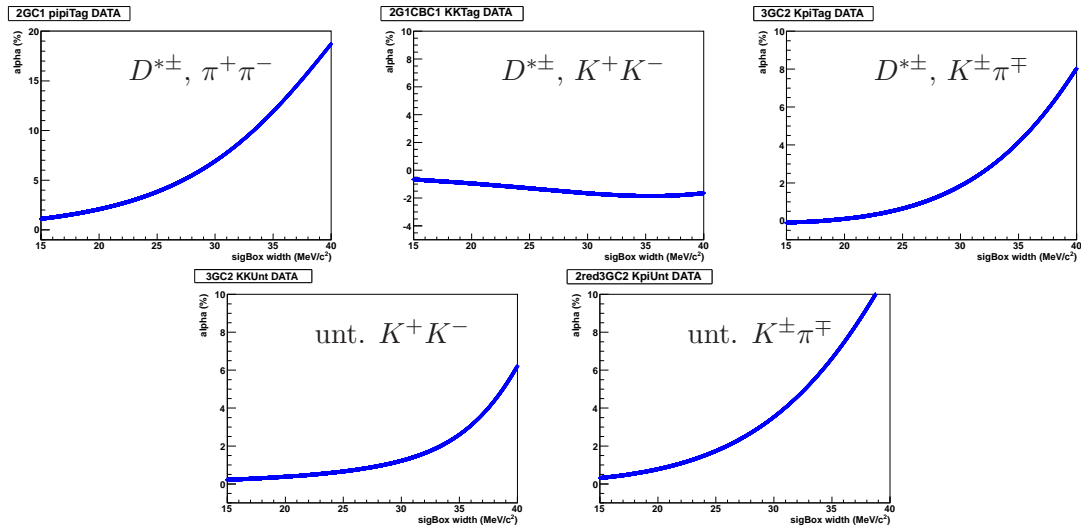 2GC1 pipiTag DATA
alpha (%)
20
15
10
5
0
D*±, π+π−
15 20 25 30 35 40
sigBox width (MeV/c²)
2G1CBC1 KKTag DATA
alpha (%)
10
8
6
4
2
0
-2
-4
D*±, K+K−
15 20 25 30 35 40
sigBox width (MeV/c²)
3GC2 KpiTag DATA
alpha (%)
10
8
6
4
2
0
D*±, K±π∓
15 20 25 30 35 40
sigBox width (MeV/c²)
3GC2 KKUnt DATA
alpha (%)
10
8
6
4
2
0
unt. K+K−
15 20 25 30 35 40
sigBox width (MeV/c²)
2red3GC2 KpiUnt DATA
alpha (%)
10
8
6
4
2
0
unt. K±π∓
15 20 25 30 35 40
sigBox width (MeV/c²)